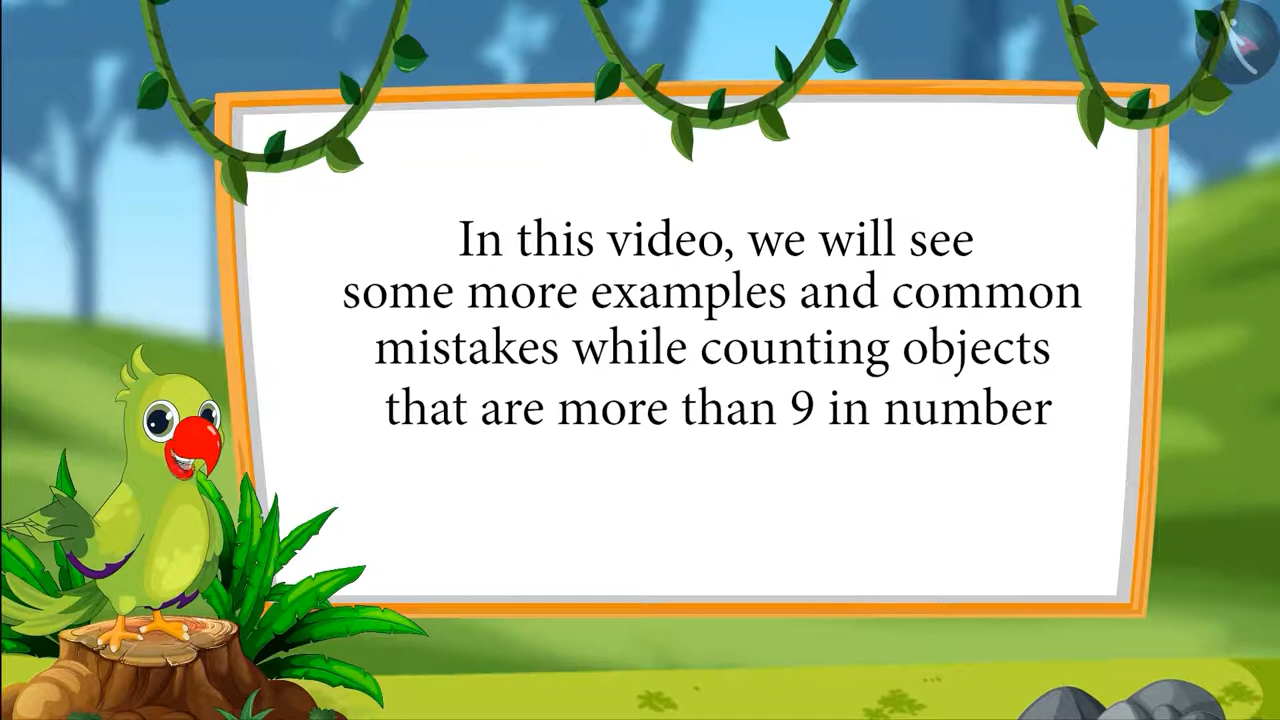 In this video, we will see
some more examples and common
mistakes while counting objects
that are more than 9 in number